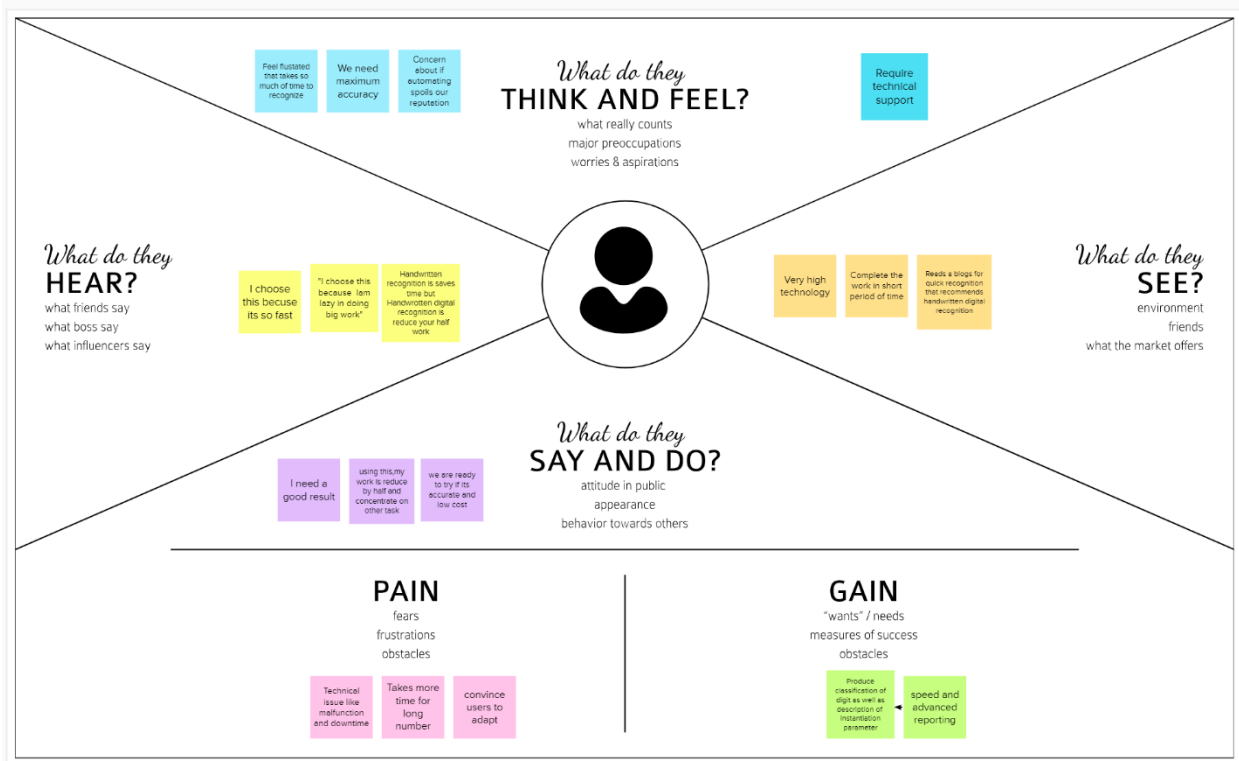 Feel flustated
that takes so
much of time to
recognize
We need
maximum
accuracy
Concern
about if
automating
spoils our
reputation
What do they
THINK AND FEEL?
what really counts
major preoccupations
worries & aspirations
Require
technical
support
What do they
HEAR?
what friends say
what boss say
what influencers say
I choose
this becuse
its so fast
"I choose this
because Iam
lazy in doing
big work"
Handwritten
recognition is saves
time but
Handwrotten digital
recognition is
reduce your half
work
Very high
technology
Complete the
work in short
period of time
Reads a blogs for
quick recognition
that recommends
handwritten digital
recognition
What do they
SEE?
environment
friends
what the market offers
What do they
SAY AND DO?
attitude in public
appearance
behavior towards others
I need a
good result
using this,my
work is reduce
by half and
concentrate on
other task
we are ready
to try if its
accurate and
low cost
PAIN
fears
frustrations
obstacles
Technical
issue like
malfunction
and downtime
Takes more
time for
long
number
convince
users to
adapt
GAIN
"wants" / needs
measures of success
obstacles
Produce
classification of
digit as well as
description of
instantiation
parameter
speed and
advanced
reporting